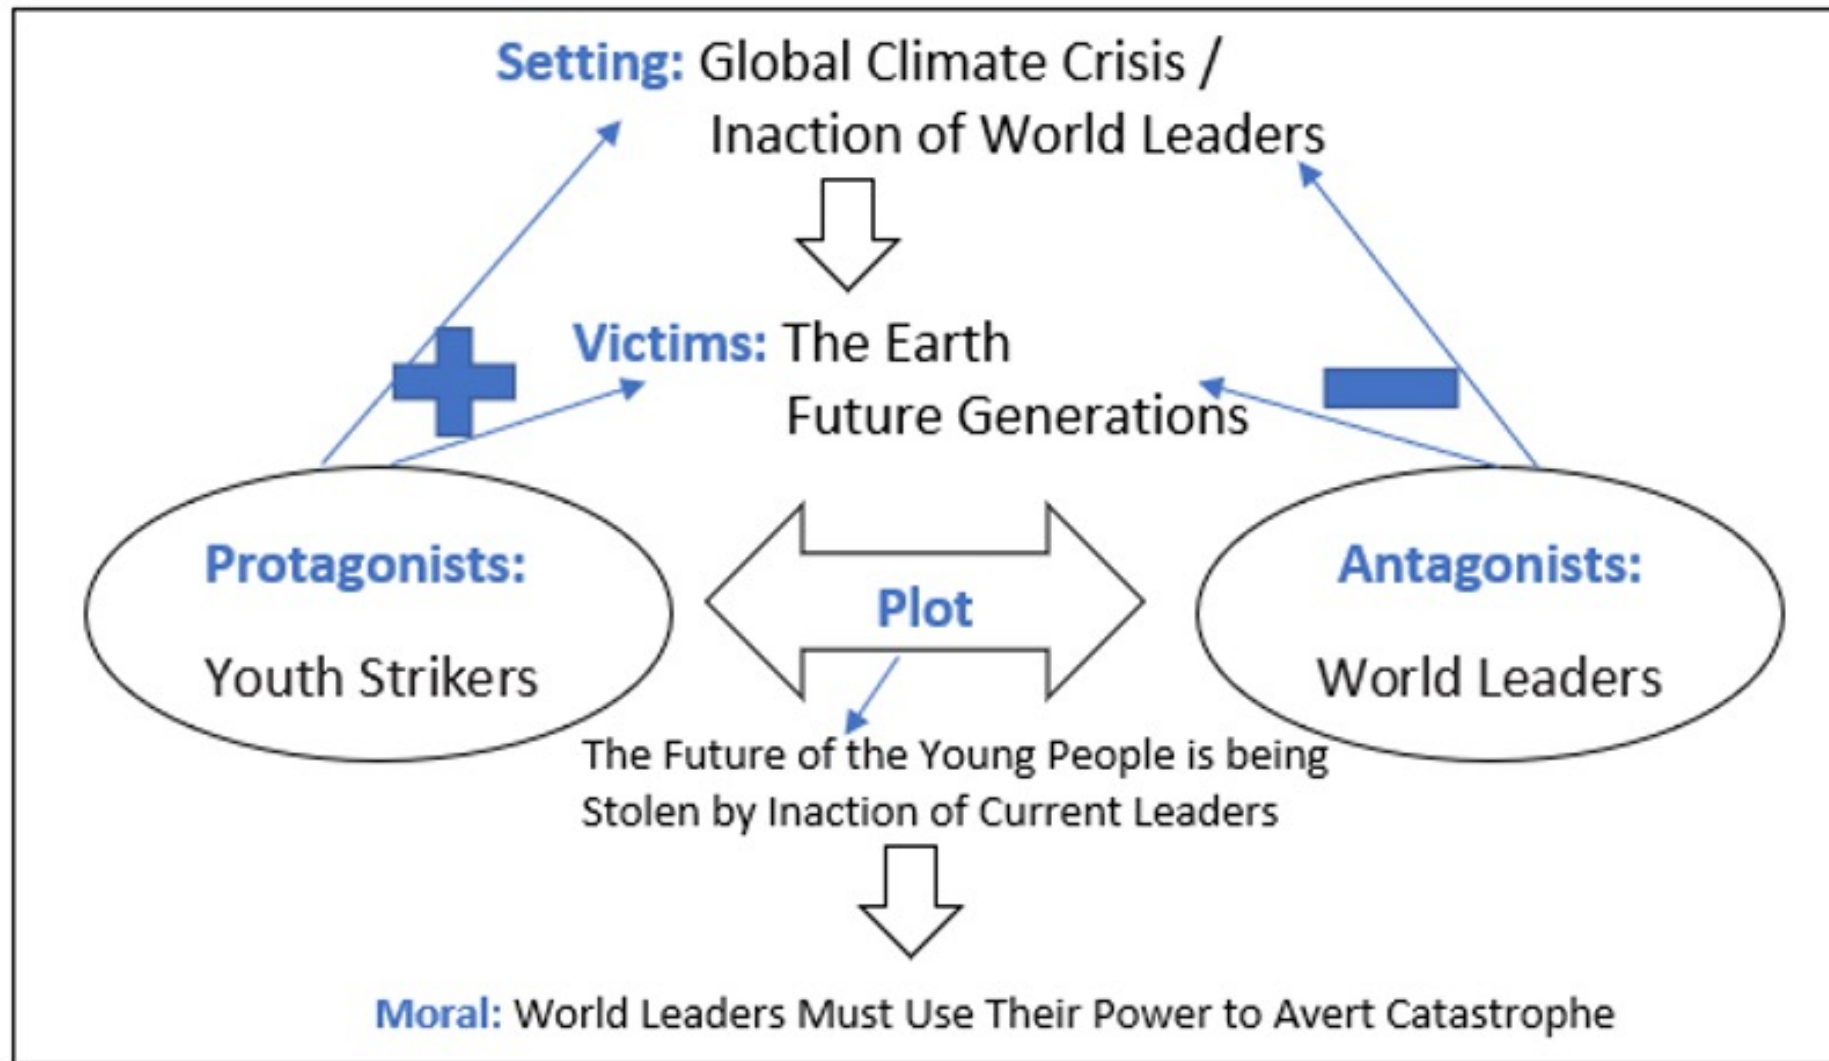 Setting: Global Climate Crisis /
Inaction of World Leaders
Victims: The Earth
Future Generations
Protagonists:
Youth Strikers
Plot
Antagonists:
World Leaders
The Future of the Young People is being
Stolen by Inaction of Current Leaders
Moral: World Leaders Must Use Their Power to Avert Catastrophe